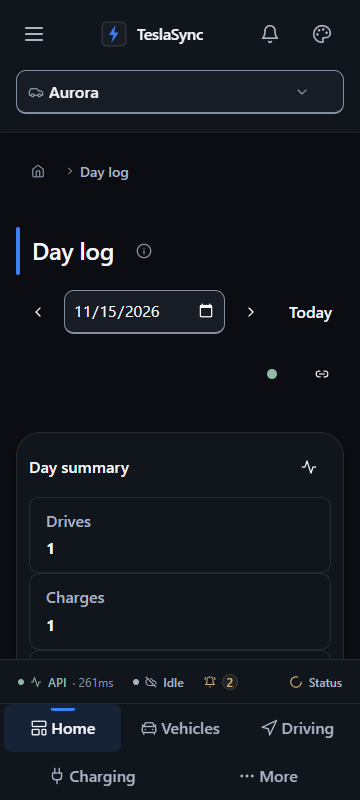 TeslaSync
Aurora
Day log
Day log
11/15/2026
Today
Day summary
Drives
1
Charges
1
API · 261ms
Idle
2
Status
Home
Vehicles
Driving
Charging
More